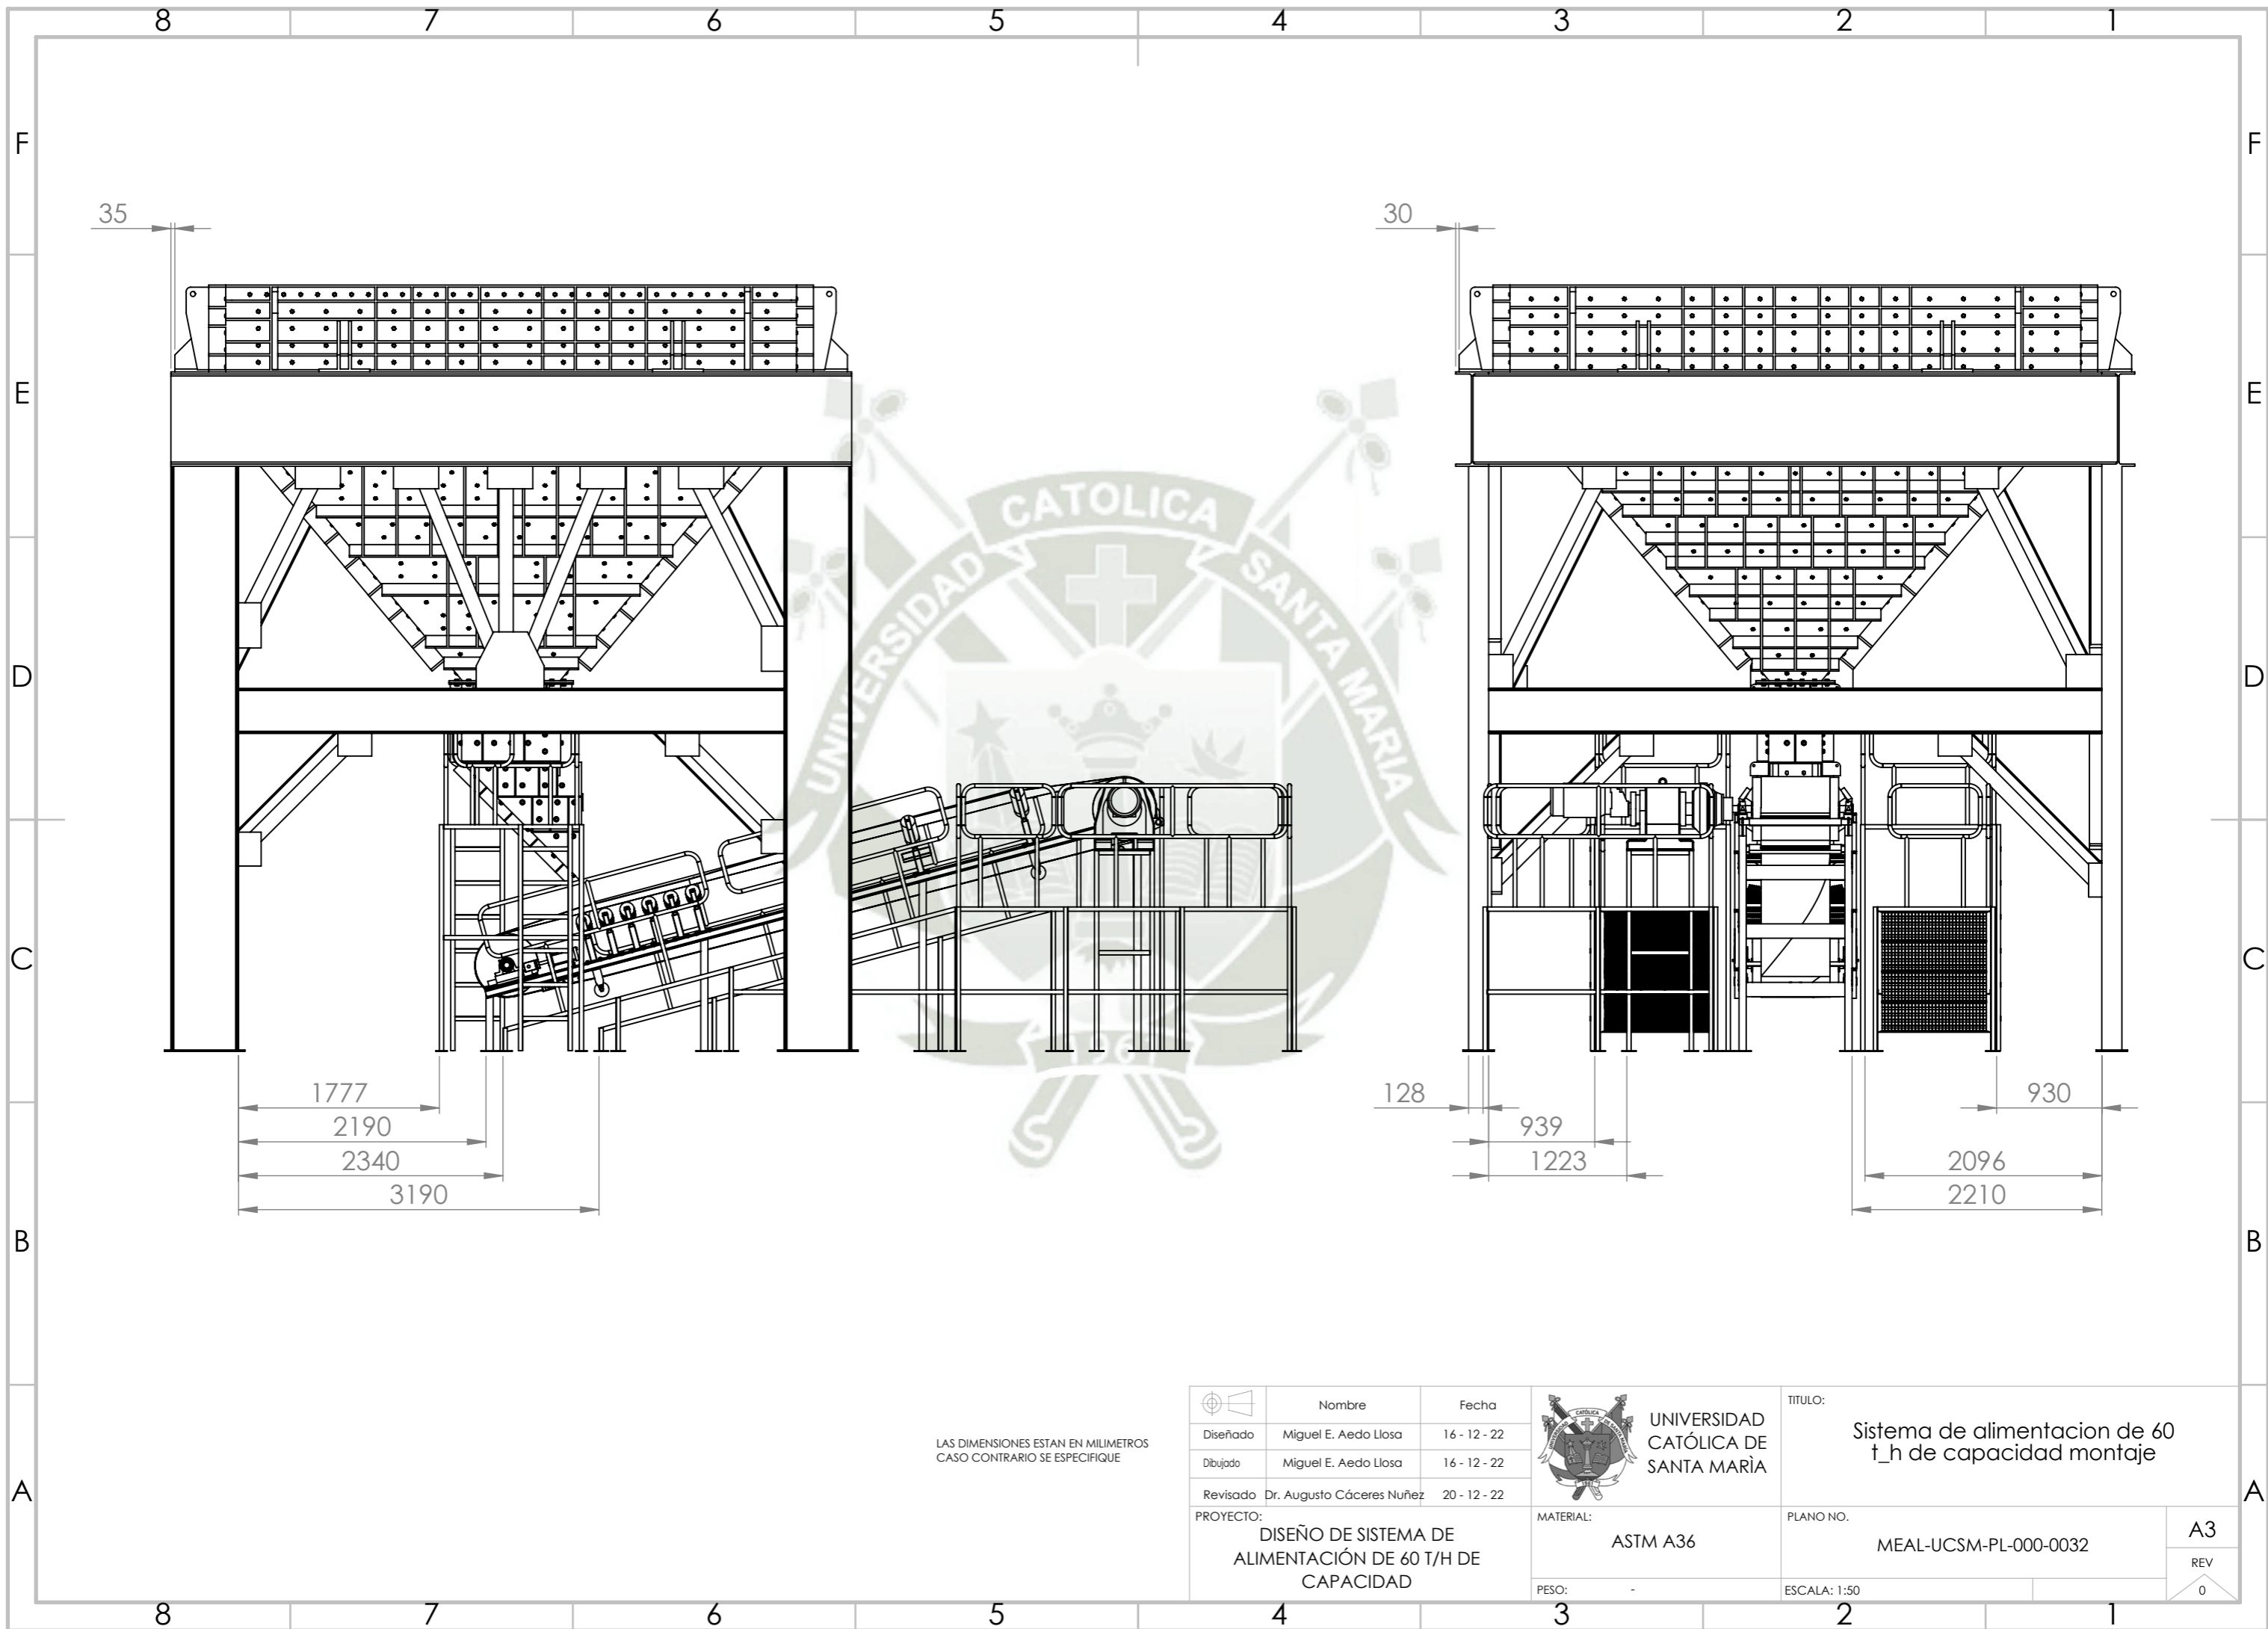 8 7 6 5 4 3 2 1
F F
35 30
E E
CATOLICA
UNIVERSIDAD SANTA MARIA
D D
C C
1967
1777 128 930
2190 939
2340 1223 2096
3190 2210
B B
LAS DIMENSIONES ESTAN EN MILIMETROS
CASO CONTRARIO SE ESPECIFIQUE
Nombre Fecha
Diseñado Miguel E. Aedo Llosa 16 - 12 - 22
Dibujado Miguel E. Aedo Llosa 16 - 12 - 22
Revisado Dr. Augusto Cáceres Nuñez 20 - 12 - 22
UNIVERSIDAD
CATÓLICA DE
SANTA MARÌA
TITULO:
Sistema de alimentacion de 60
t_h de capacidad montaje
A A
PROYECTO:
DISEÑO DE SISTEMA DE
ALIMENTACIÓN DE 60 T/H DE
CAPACIDAD
MATERIAL:
ASTM A36
PESO: -
PLANO NO.
MEAL-UCSM-PL-000-0032
ESCALA: 1:50
A3
REV
0
8 7 6 5 4 3 2 1